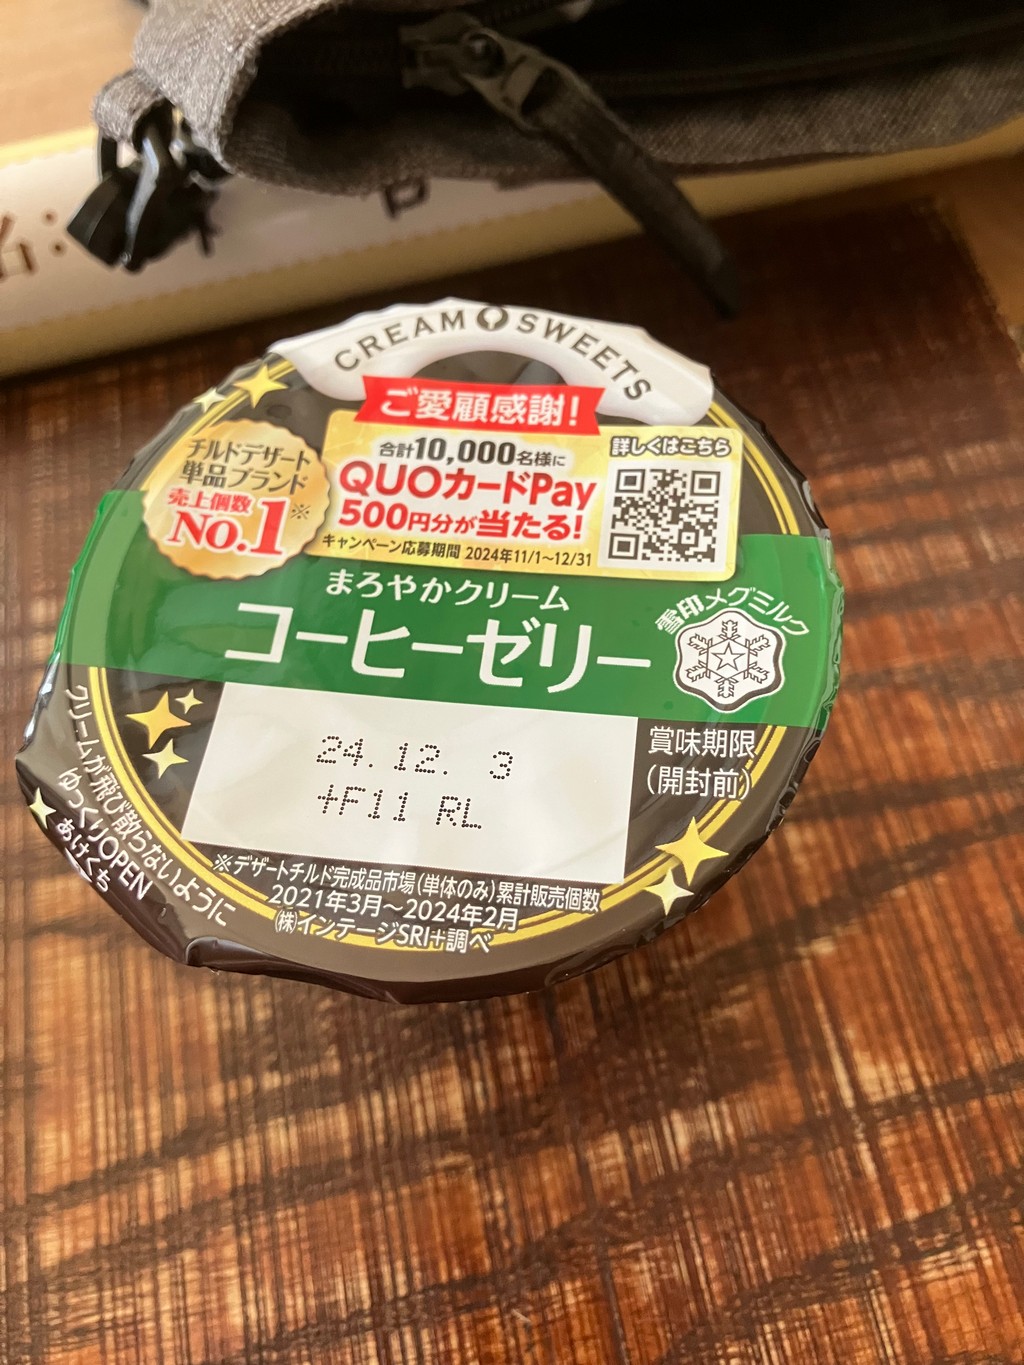 名:
CREAM SWEETS
ご愛顧感謝!
チルドデザート
単品ブランド
売上個数
No.1※
合計10,000名様に
QUOカードPay
500円分が当たる!
キャンペーン応募期間 2024年11/1~12/31
詳しくはこちら
まろやかクリーム
コーヒーゼリー
雪印メグミルク
24.12. 3
+F11 RL
賞味期限
(開封前)
※デザートチルド完成品市場(単体のみ)累計販売個数
2021年3月~2024年2月
(株)インテージSRI+調べ
クリームが飛び散らないように
ゆっくりOPEN
あけくち